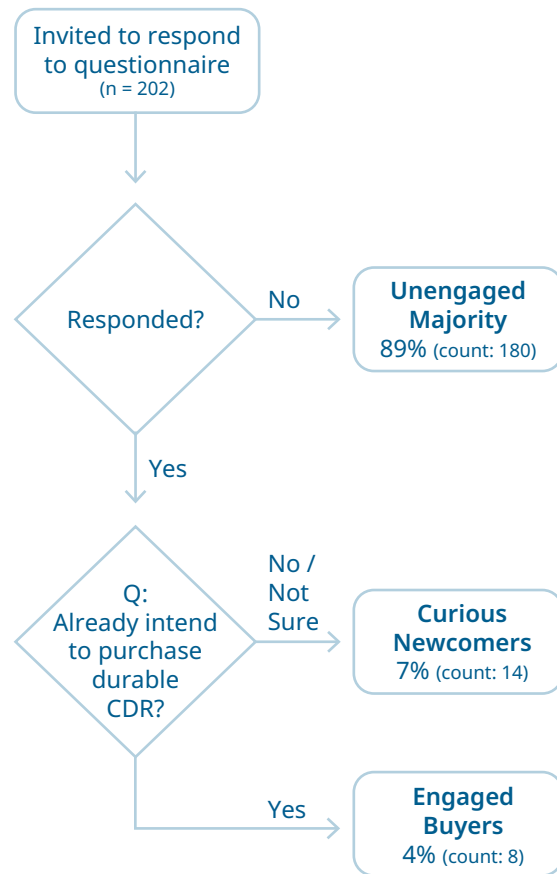 Invited to respond
to questionnaire
(n = 202)
Responded?
No
Unengaged
Majority
89% (count: 180)
Yes
Q:
Already intend
to purchase
durable
CDR?
No /
Not
Sure
Curious
Newcomers
7% (count: 14)
Yes
Engaged
Buyers
4% (count: 8)